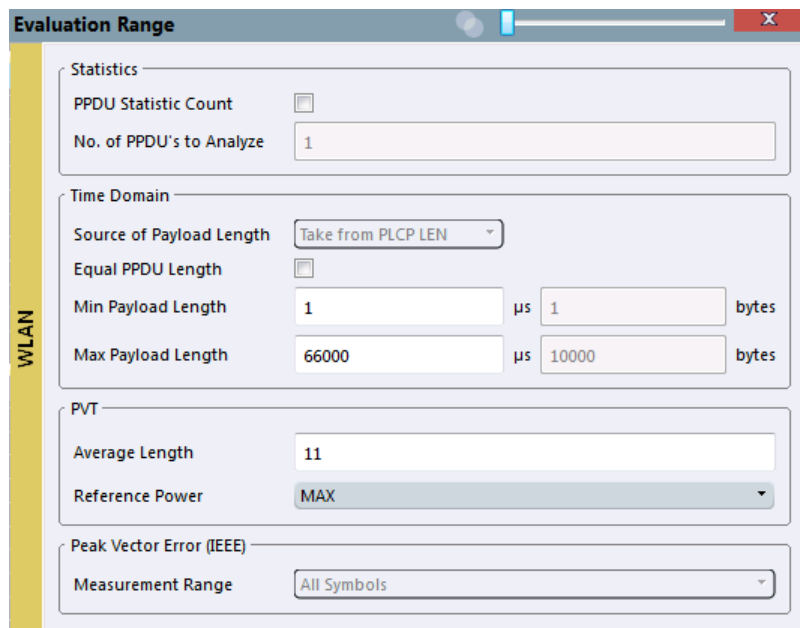 Evaluation Range
x
Statistics
PPDU Statistic Count
No. of PPDU's to Analyze 1
Time Domain
Source of Payload Length Take from PLCP LEN
Equal PPDU Length
Min Payload Length 1 µs 1 bytes
Max Payload Length 66000 µs 10000 bytes
WLAN
PVT
Average Length 11
Reference Power MAX
Peak Vector Error (IEEE)
Measurement Range All Symbols